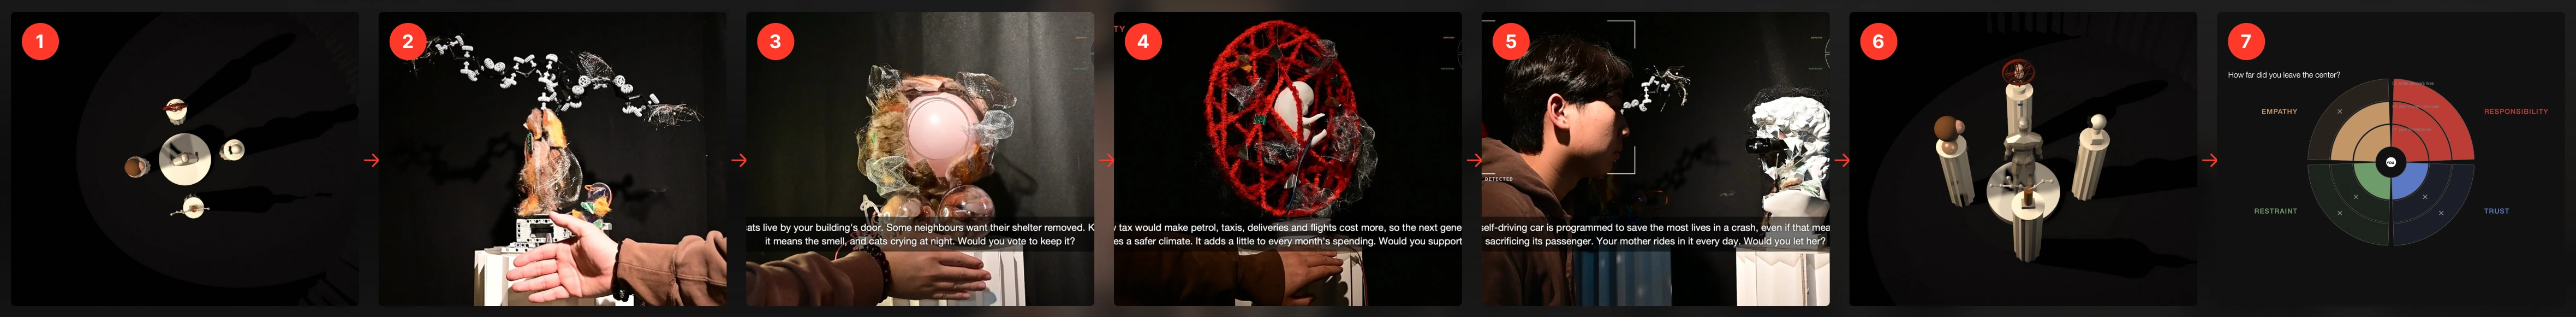 1
2
3
ats live by your building's door. Some neighbours want their shelter removed. K
it means the smell, and cats crying at night. Would you vote to keep it?
TY
4
tax would make petrol, taxis, deliveries and flights cost more, so the next gene
es a safer climate. It adds a little to every month's spending. Would you support
5
DETECTED
self-driving car is programmed to save the most lives in a crash, even if that mea
sacrificing its passenger. Your mother rides in it every day. Would you let her?
6
7
How far did you leave the center?
EMPATHY
RESPONSIBILITY
YOU
RESTRAINT
TRUST